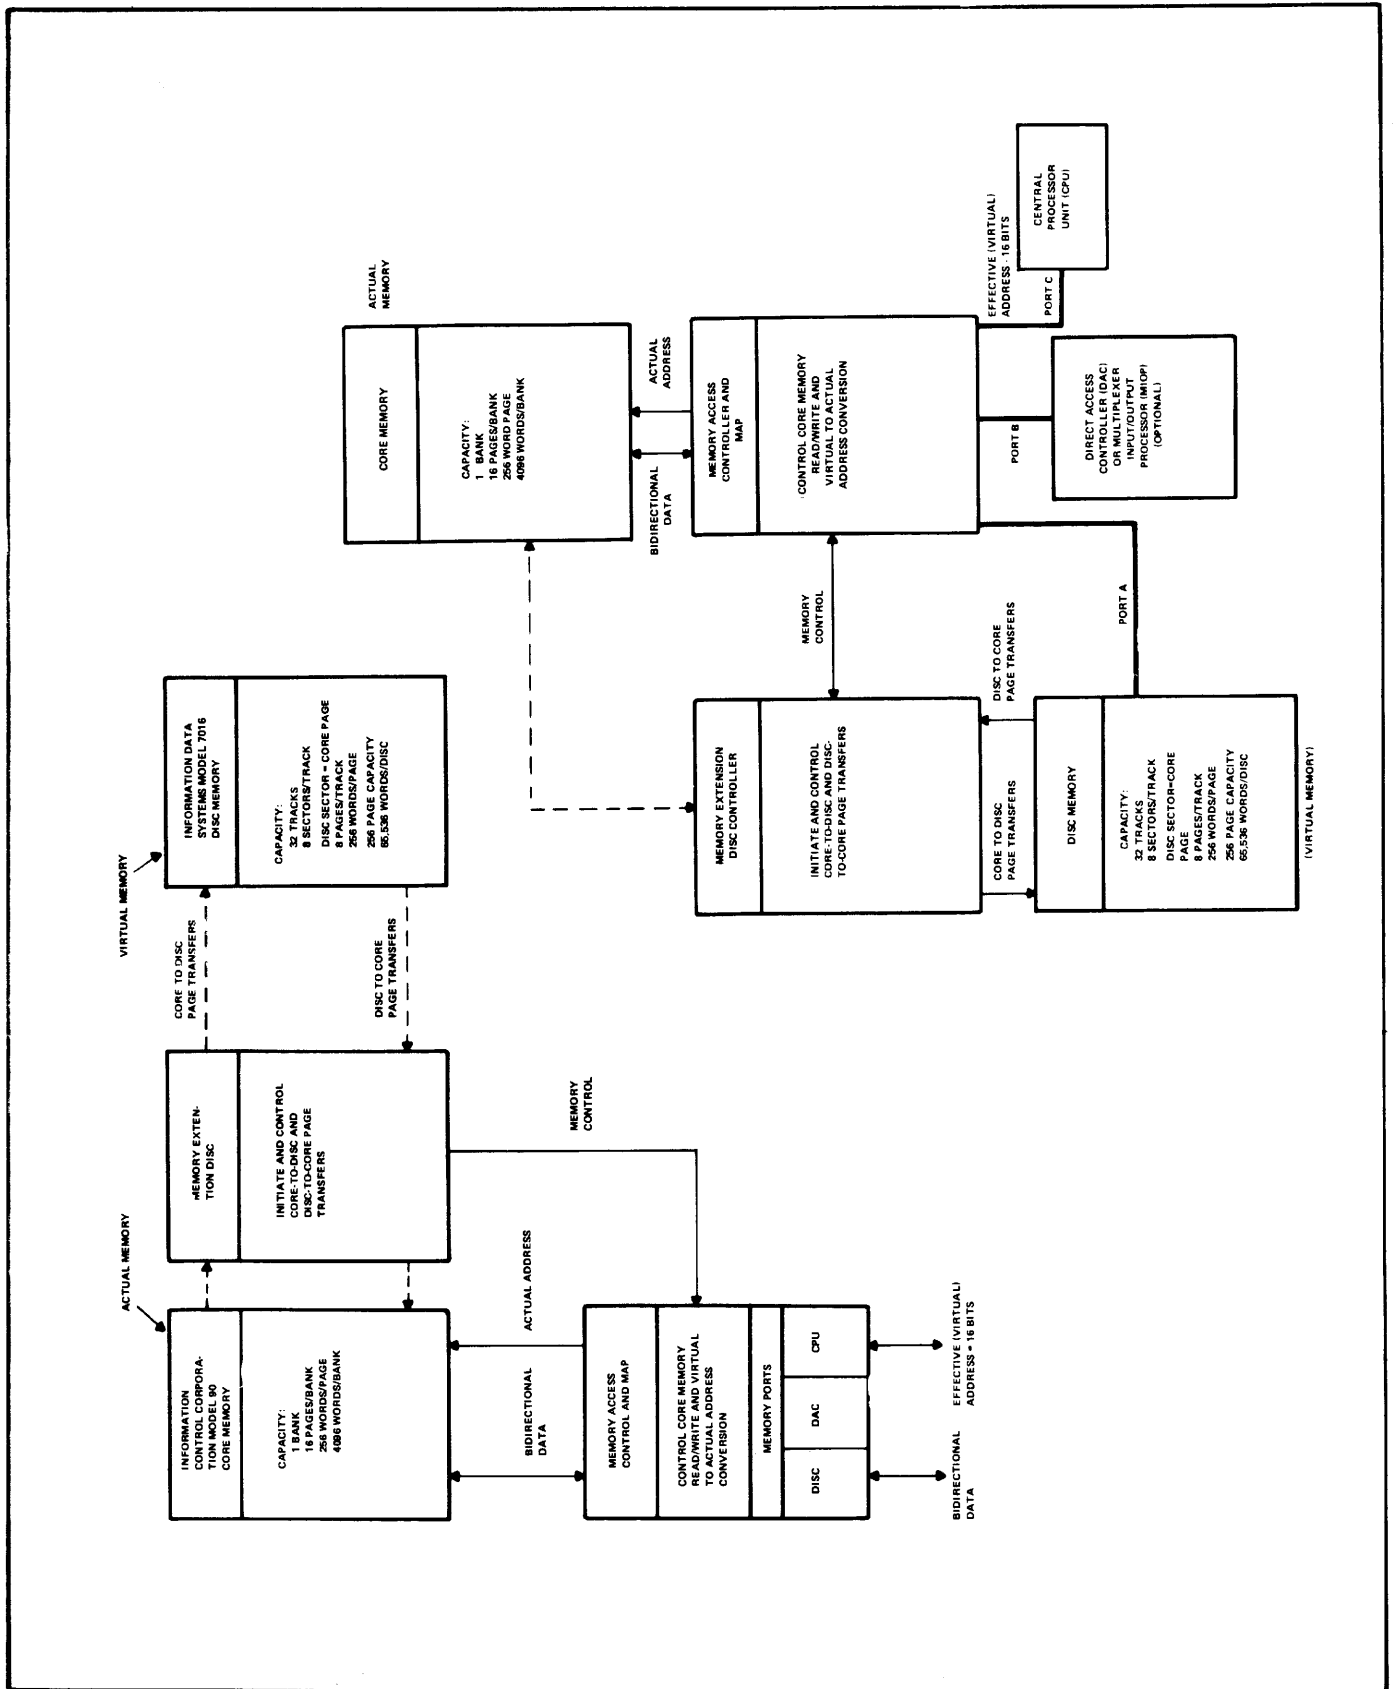 ACTUAL MEMORY
INFORMATION
CONTROL CORPORA-
TION MODEL 90
CORE MEMORY
CAPACITY:
1 BANK
16 PAGES/BANK
256 WORDS/PAGE
4096 WORDS/BANK
MEMORY EXTEN-
TION DISC
INITIATE AND CONTROL
CORE-TO-DISC AND
DISC-TO-CORE PAGE
TRANSFERS
CORE TO DISC
PAGE TRANSFERS
DISC TO CORE
PAGE TRANSFERS
VIRTUAL MEMORY
INFORMATION DATA
SYSTEMS MODEL 7016
DISC MEMORY
CAPACITY:
32 TRACKS
8 SECTORS/TRACK
DISC SECTOR = CORE PAGE
8 PAGES/TRACK
256 WORDS/PAGE
256 PAGE CAPACITY
65,536 WORDS/DISC
BIDIRECTIONAL
DATA
ACTUAL ADDRESS
MEMORY
CONTROL
MEMORY ACCESS
CONTROL AND MAP
CONTROL CORE MEMORY
READ/WRITE AND VIRTUAL
TO ACTUAL ADDRESS
CONVERSION
MEMORY PORTS
DISC
DAC
CPU
BIDIRECTIONAL
DATA
EFFECTIVE (VIRTUAL)
ADDRESS = 16 BITS
ACTUAL
MEMORY
CORE MEMORY
CAPACITY:
1 BANK
16 PAGES/BANK
256 WORD PAGE
4096 WORDS/BANK
BIDIRECTIONAL
DATA
ACTUAL
ADDRESS
MEMORY EXTENSION
DISC CONTROLLER
INITIATE AND CONTROL
CORE-TO-DISC AND DISC-
TO-CORE PAGE TRANSFERS
MEMORY
CONTROL
MEMORY ACCESS
CONTROLLER AND
MAP
CONTROL CORE MEMORY
READ/WRITE AND
VIRTUAL TO ACTUAL
ADDRESS CONVERSION
CORE TO DISC
PAGE TRANSFERS
DISC TO CORE
PAGE TRANSFERS
EFFECTIVE (VIRTUAL)
ADDRESS - 16 BITS
PORT A
PORT B
PORT C
DISC MEMORY
CAPACITY:
32 TRACKS
8 SECTORS/TRACK
DISC SECTOR=CORE
PAGE
8 PAGES/TRACK
256 WORDS/PAGE
256 PAGE CAPACITY
65,536 WORDS/DISC
(VIRTUAL MEMORY)
DIRECT ACCESS
CONTROLLER (DAC)
OR MULTIPLEXER
INPUT/OUTPUT
PROCESSOR (MIOP)
(OPTIONAL)
CENTRAL
PROCESSOR
UNIT (CPU)